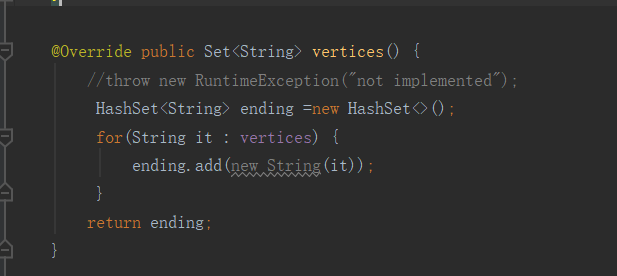 @Override public Set<String> vertices() {
//throw new RuntimeException("not implemented");
HashSet<String> ending =new HashSet<>();
for(String it : vertices) {
ending.add(new String(it));
}
return ending;
}